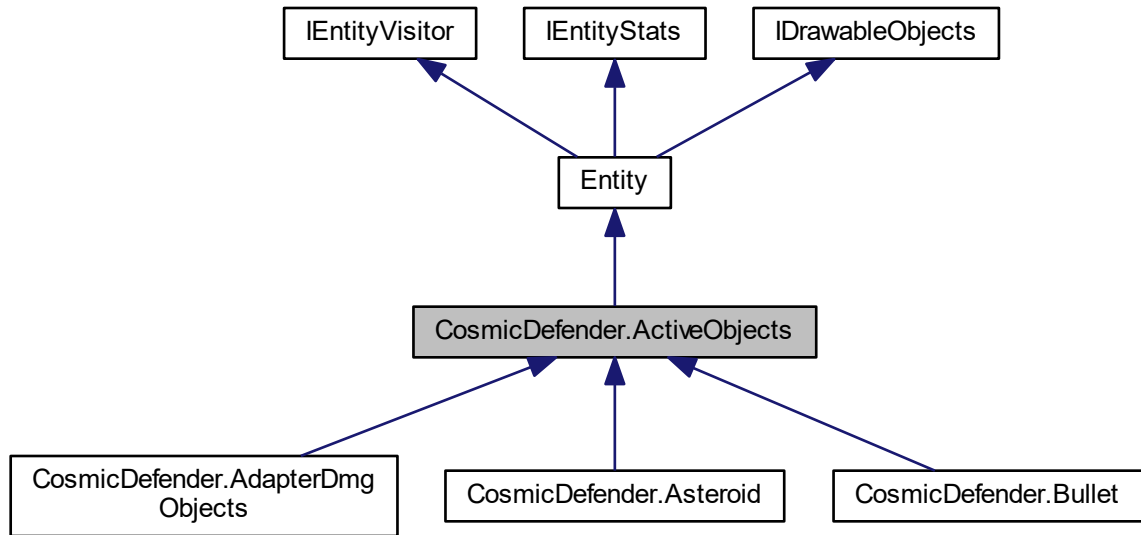 IEntityVisitor
IEntityStats
IDrawableObjects
Entity
CosmicDefender.ActiveObjects
CosmicDefender.AdapterDmg
Objects
CosmicDefender.Asteroid
CosmicDefender.Bullet